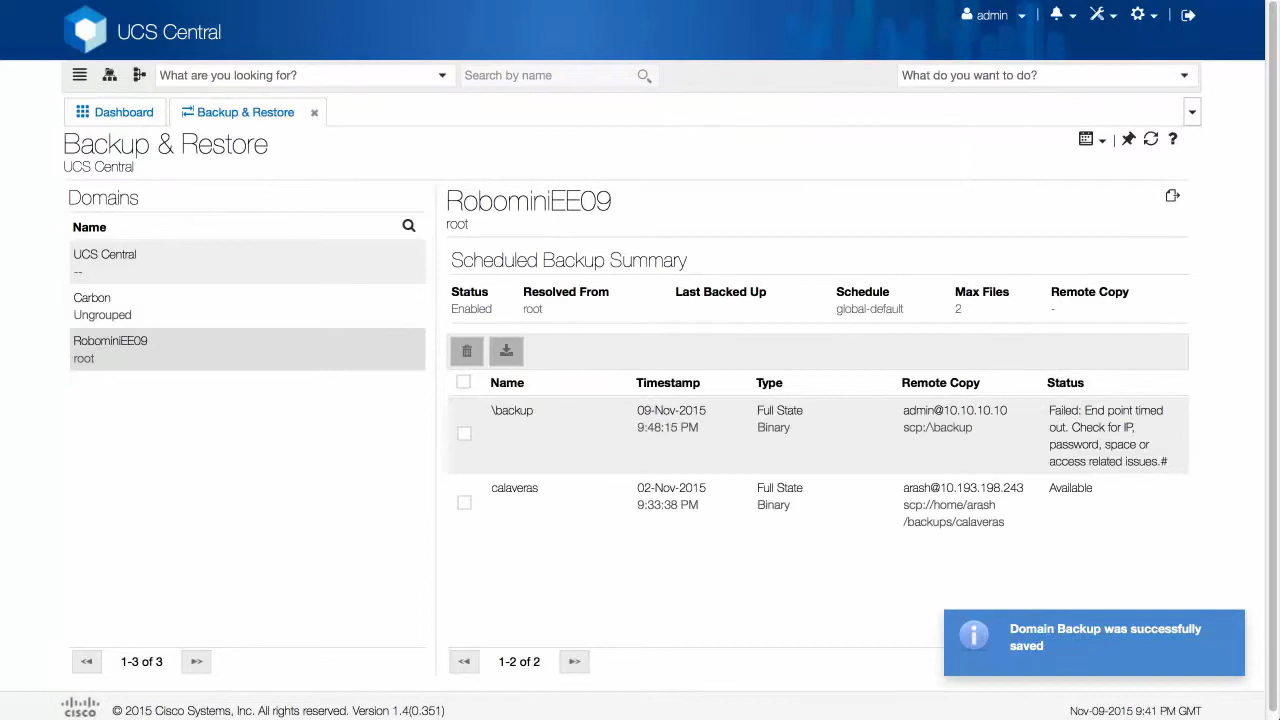 UCS Central
admin
What are you looking for?
Search by name
What do you want to do?
Dashboard
Backup & Restore
Backup & Restore
UCS Central
Domains
Name
UCS Central
--
Carbon
Ungrouped
RobominiEE09
root
1-3 of 3
RobominiEE09
root
Scheduled Backup Summary
Status Resolved From Last Backed Up Schedule Max Files Remote Copy
Enabled root global-default 2 -
Name Timestamp Type Remote Copy Status
\backup 09-Nov-2015 Full State admin@10.10.10.10 Failed: End point timed
9:48:15 PM Binary scp:/\backup out. Check for IP,
password, space or
access related issues.#
calaveras 02-Nov-2015 Full State arash@10.193.198.243 Available
9:33:38 PM Binary scp://home/arash
/backups/calaveras
1-2 of 2
Domain Backup was successfully
saved
CISCO © 2015 Cisco Systems, Inc. All rights reserved. Version 1.4(0.351)
Nov-09-2015 9:41 PM GMT